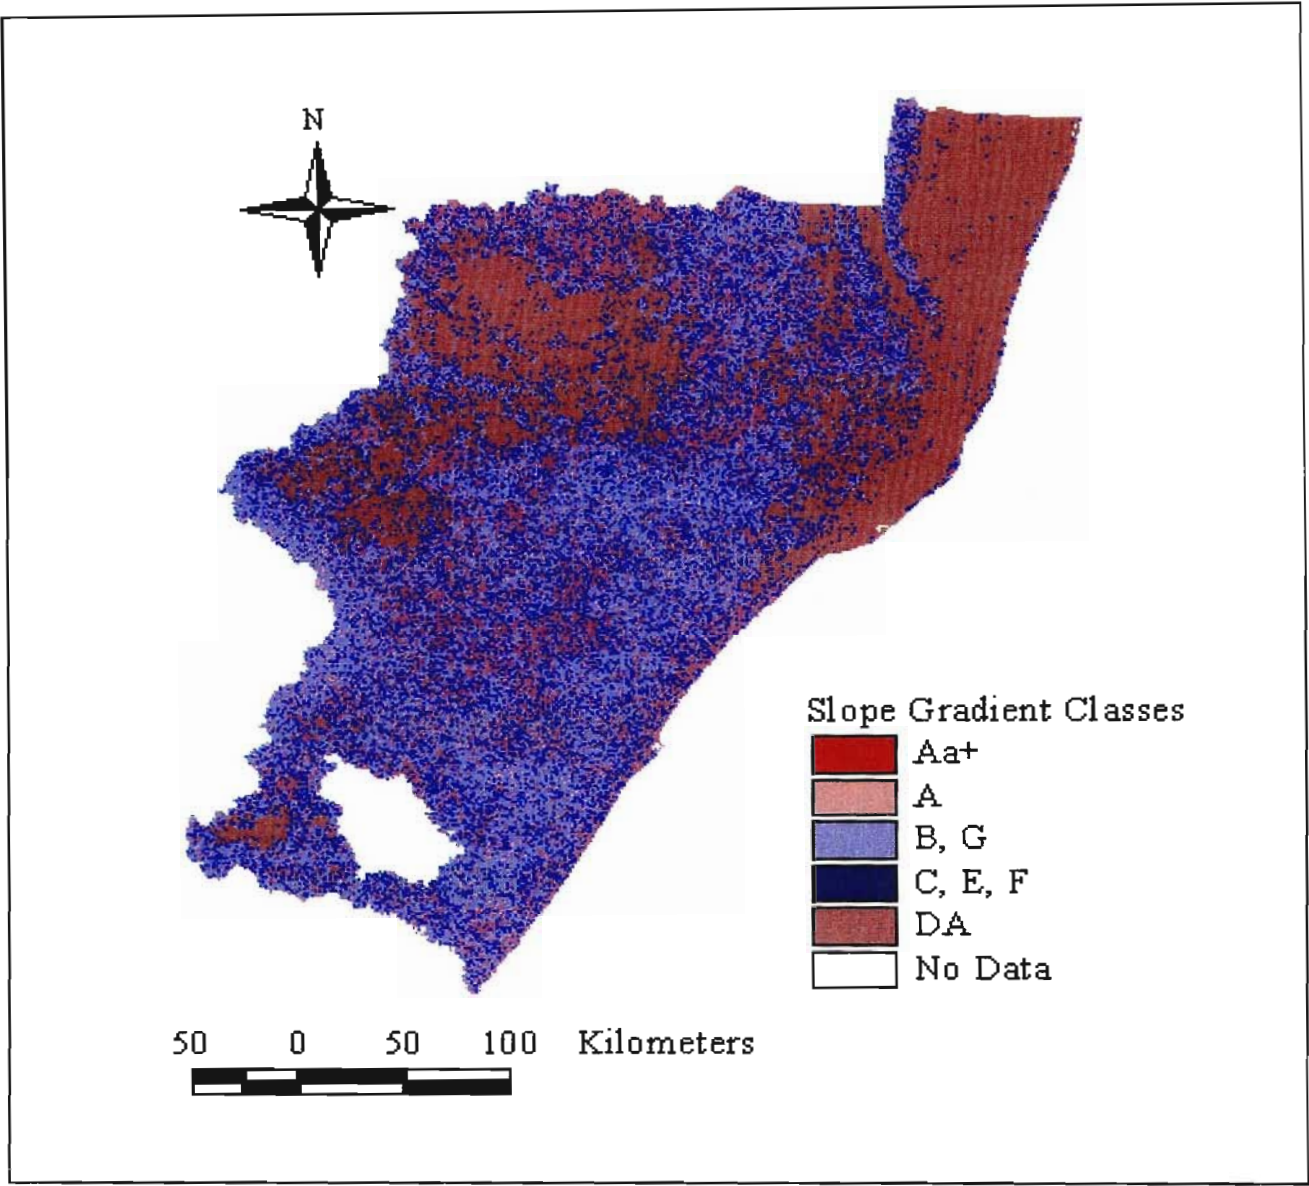 N
Slope Gradient Classes
Aa+
A
B, G
C, E, F
DA
No Data
50 0 50 100 Kilometers